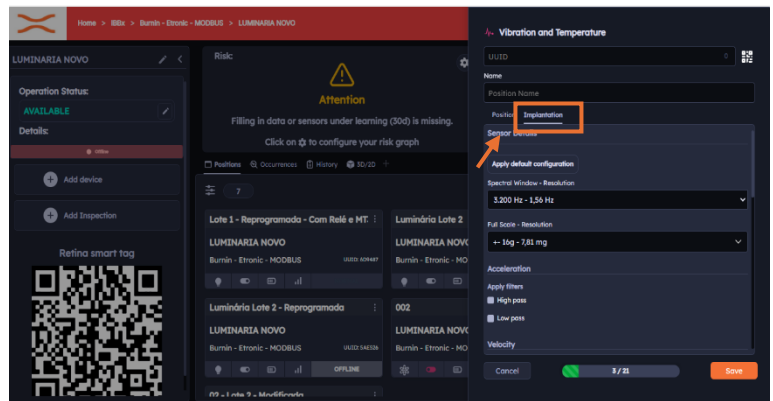 Home > IBBx > Burnin - Etronic - MODBUS > LUMINARIA NOVO
LUMINARIA NOVO
Operation Status:
AVAILABLE
Details:
Offline
Add device
Add Inspection
Retina smart tag
Risk:
Attention
Filling in data or sensors under learning (30d) is missing.
Click on to configure your risk graph
Positions Occurrences History 3D/2D
7
Lote 1 - Reprogramada - Com Relé e MT.
LUMINARIA NOVO
Burnin - Etronic - MODBUS
Luminária Lote 2
LUMINARIA NOVO
Burnin - Etronic - MO
Luminária Lote 2 - Reprogramada
LUMINARIA NOVO
Burnin - Etronic - MODBUS UUID: 5AE526
OFFLINE
002
LUMINARIA NOVO
Burnin - Etronic - MO
02 - Lote 2 - Modificada
Vibration and Temperature
UUID
Name
Position Name
Position Implantation
Sensor Details
Apply default configuration
Spectral Window - Resolution
3.200 Hz - 1,56 Hz
Full Scale - Resolution
+- 16g - 7,81 mg
Acceleration
Apply filters
High pass
Low pass
Velocity
Cancel
3 / 21
Save